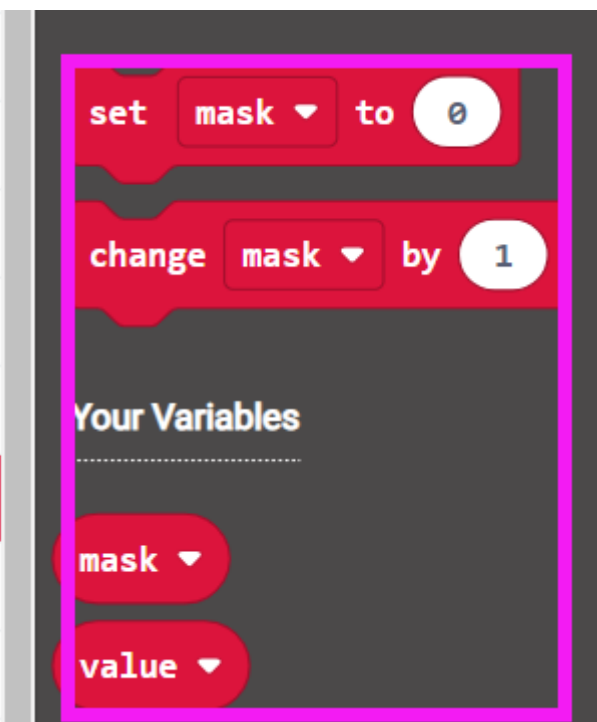 set mask to 0
change mask by 1
Your Variables
mask
value